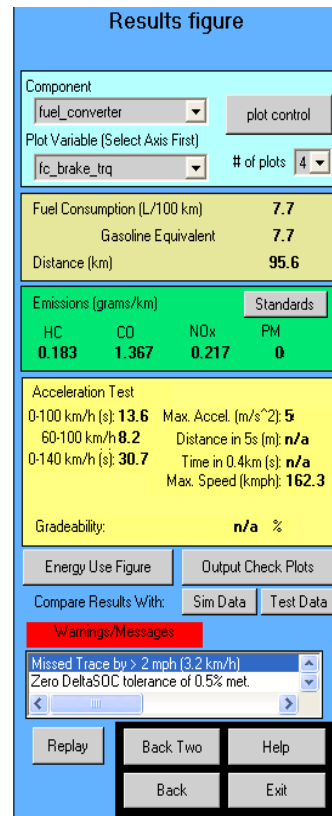 Results figure
Component
fuel_converter
plot control
Plot Variable (Select Axis First)
fc_brake_trq
# of plots 4
Fuel Consumption (L/100 km) 7.7
Gasoline Equivalent 7.7
Distance (km) 95.6
Emissions (grams/km) Standards
HC CO NOx PM
0.183 1.367 0.217 0
Acceleration Test
0-100 km/h (s): 13.6 Max. Accel. (m/s^2): 5
60-100 km/h 8.2 Distance in 5s (m): n/a
0-140 km/h (s): 30.7 Time in 0.4km (s): n/a
Max. Speed (kmph): 162.3
Gradeability: n/a %
Energy Use Figure Output Check Plots
Compare Results With: Sim Data Test Data
Warnings/Messages
Missed Trace by > 2 mph (3.2 km/h)
Zero DeltaSOC tolerance of 0.5% met.
Replay Back Two Help
Back Exit